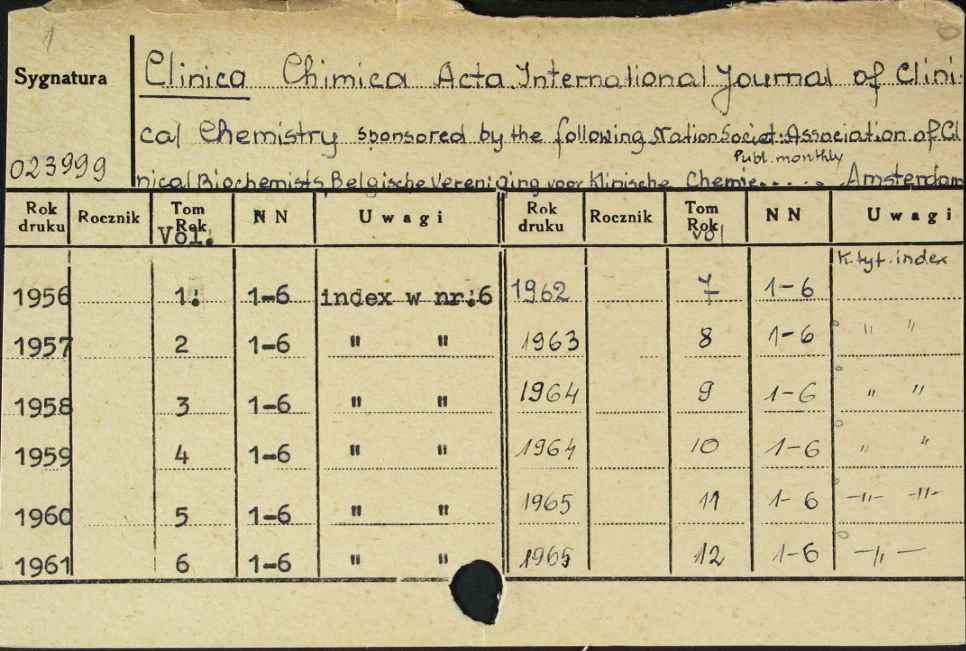 1
Sygnatura
023999
Clinica Chimica Acta. International Journal of Clini-
cal Chemistry sponsored by the following Nation Societ: Association of Cl
Publ. monthly
nical Biochemists, Belgische Vereniging voor Klinische Chemie..... , Amsterdam
Rok druku Rocznik Tom Rok Vol. NN Uwagi Rok druku Rocznik Tom Rok vol NN Uwagi
K. tyt. index
1956 1: 1-6 index w nr:6 1962 7 1-6
1957 2 1-6 " " 1963 8 1-6 " "
1958 3 1-6 " " 1964 9 1-6 " "
1959 4 1-6 " " 1964 10 1-6 " "
1960 5 1-6 " " 1965 11 1-6 -"- -"-
1961 6 1-6 " " 1965 12 1-6 -"-